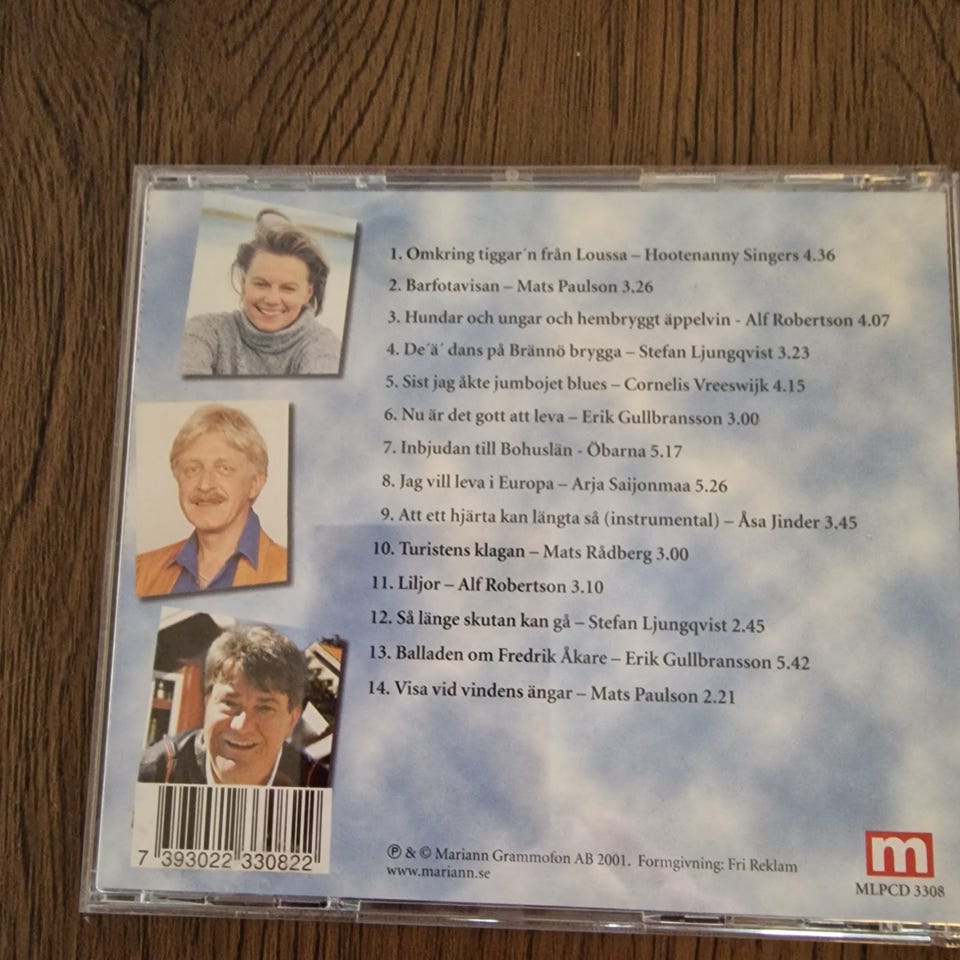 1. Omkring tiggar´n från Loussa – Hootenanny Singers 4.36
2. Barfotavisan – Mats Paulson 3.26
3. Hundar och ungar och hembryggt äppelvin - Alf Robertson 4.07
4. De´ä´ dans på Brännö brygga – Stefan Ljungqvist 3.23
5. Sist jag åkte jumbojet blues – Cornelis Vreeswijk 4.15
6. Nu är det gott att leva – Erik Gullbransson 3.00
7. Inbjudan till Bohuslän - Öbarna 5.17
8. Jag vill leva i Europa – Arja Saijonmaa 5.26
9. Att ett hjärta kan längta så (instrumental) – Åsa Jinder 3.45
10. Turistens klagan – Mats Rådberg 3.00
11. Liljor – Alf Robertson 3.10
12. Så länge skutan kan gå – Stefan Ljungqvist 2.45
13. Balladen om Fredrik Åkare – Erik Gullbransson 5.42
14. Visa vid vindens ängar – Mats Paulson 2.21
7 393022 330822
℗ & © Mariann Grammofon AB 2001. Formgivning: Fri Reklam
www.mariann.se
m
MLPCD 3308